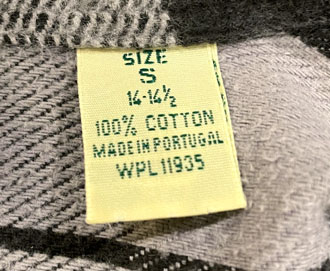 SIZE
S
14-14½
100% COTTON
MADE IN PORTUGAL
WPL 11935